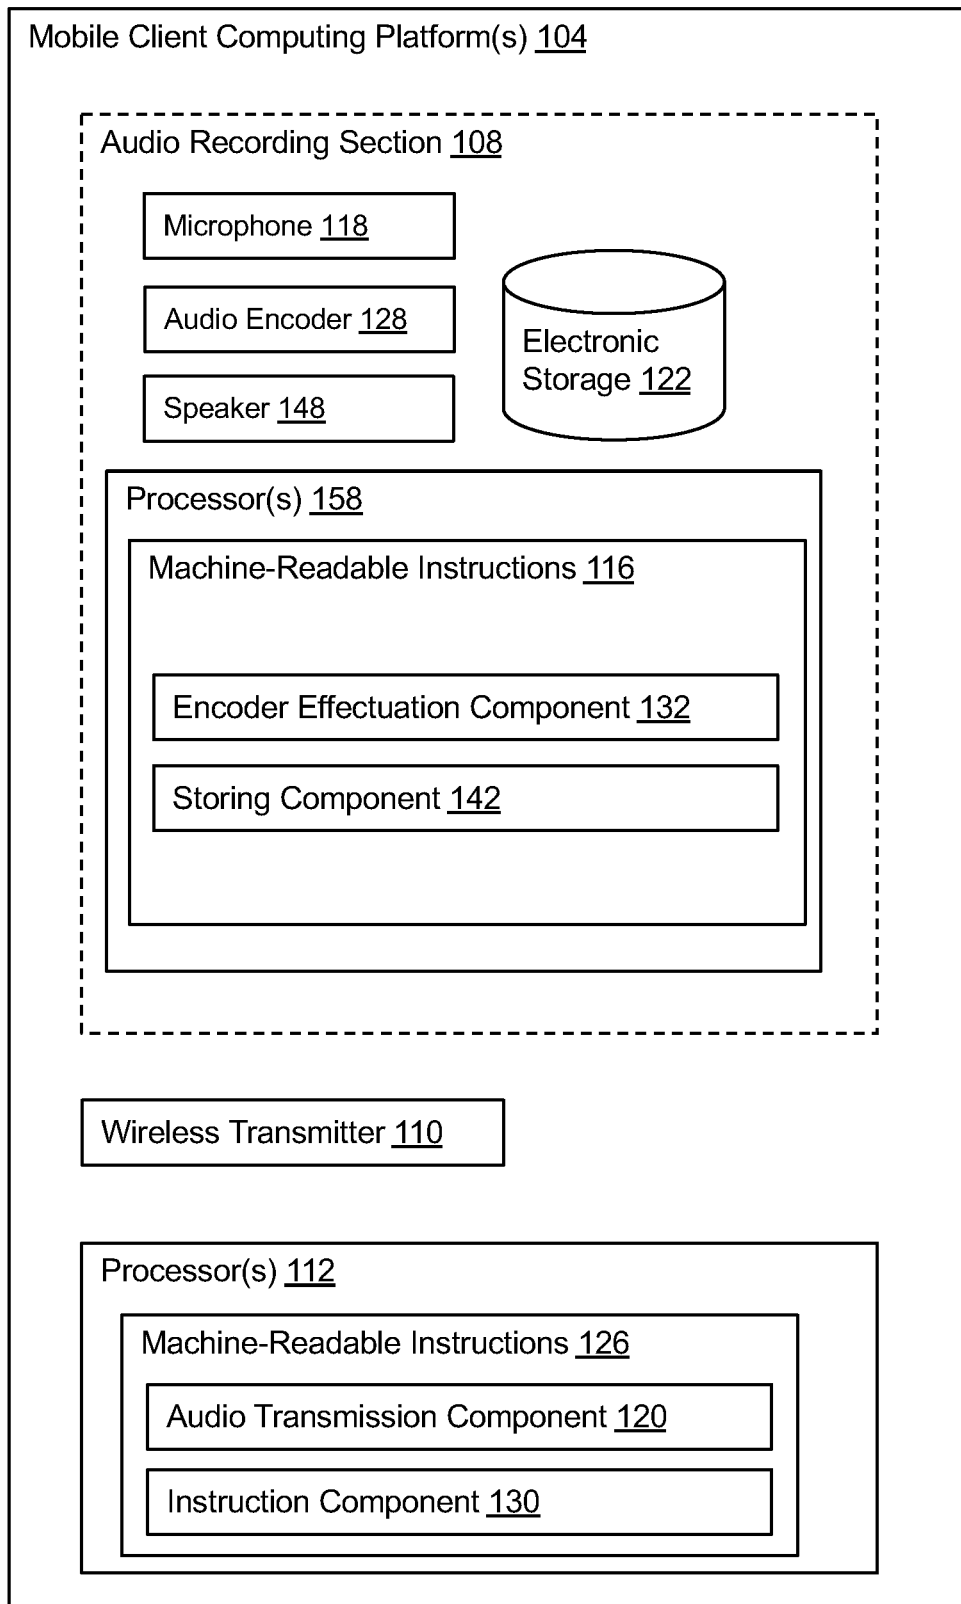 Mobile Client Computing Platform(s) 104
Audio Recording Section 108
Microphone 118
Audio Encoder 128
Speaker 148
Electronic
Storage 122
Processor(s) 158
Machine-Readable Instructions 116
Encoder Effectuation Component 132
Storing Component 142
Wireless Transmitter 110
Processor(s) 112
Machine-Readable Instructions 126
Audio Transmission Component 120
Instruction Component 130